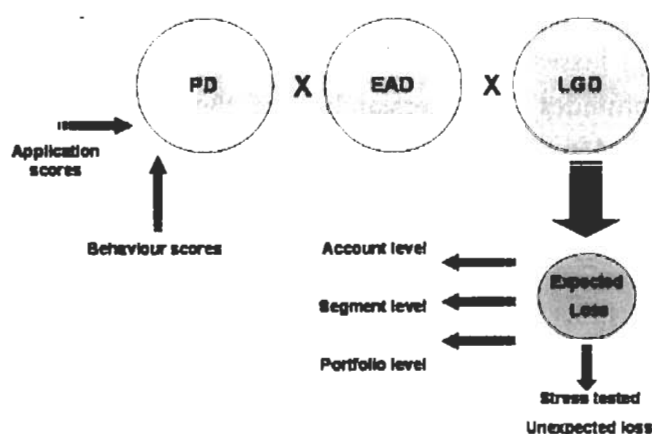 PD X EAD X LGD
Application
scores
Behaviour scores
Account level
Segment level
Portfolio level
Expected
Loss
Stress tested
Unexpected loss